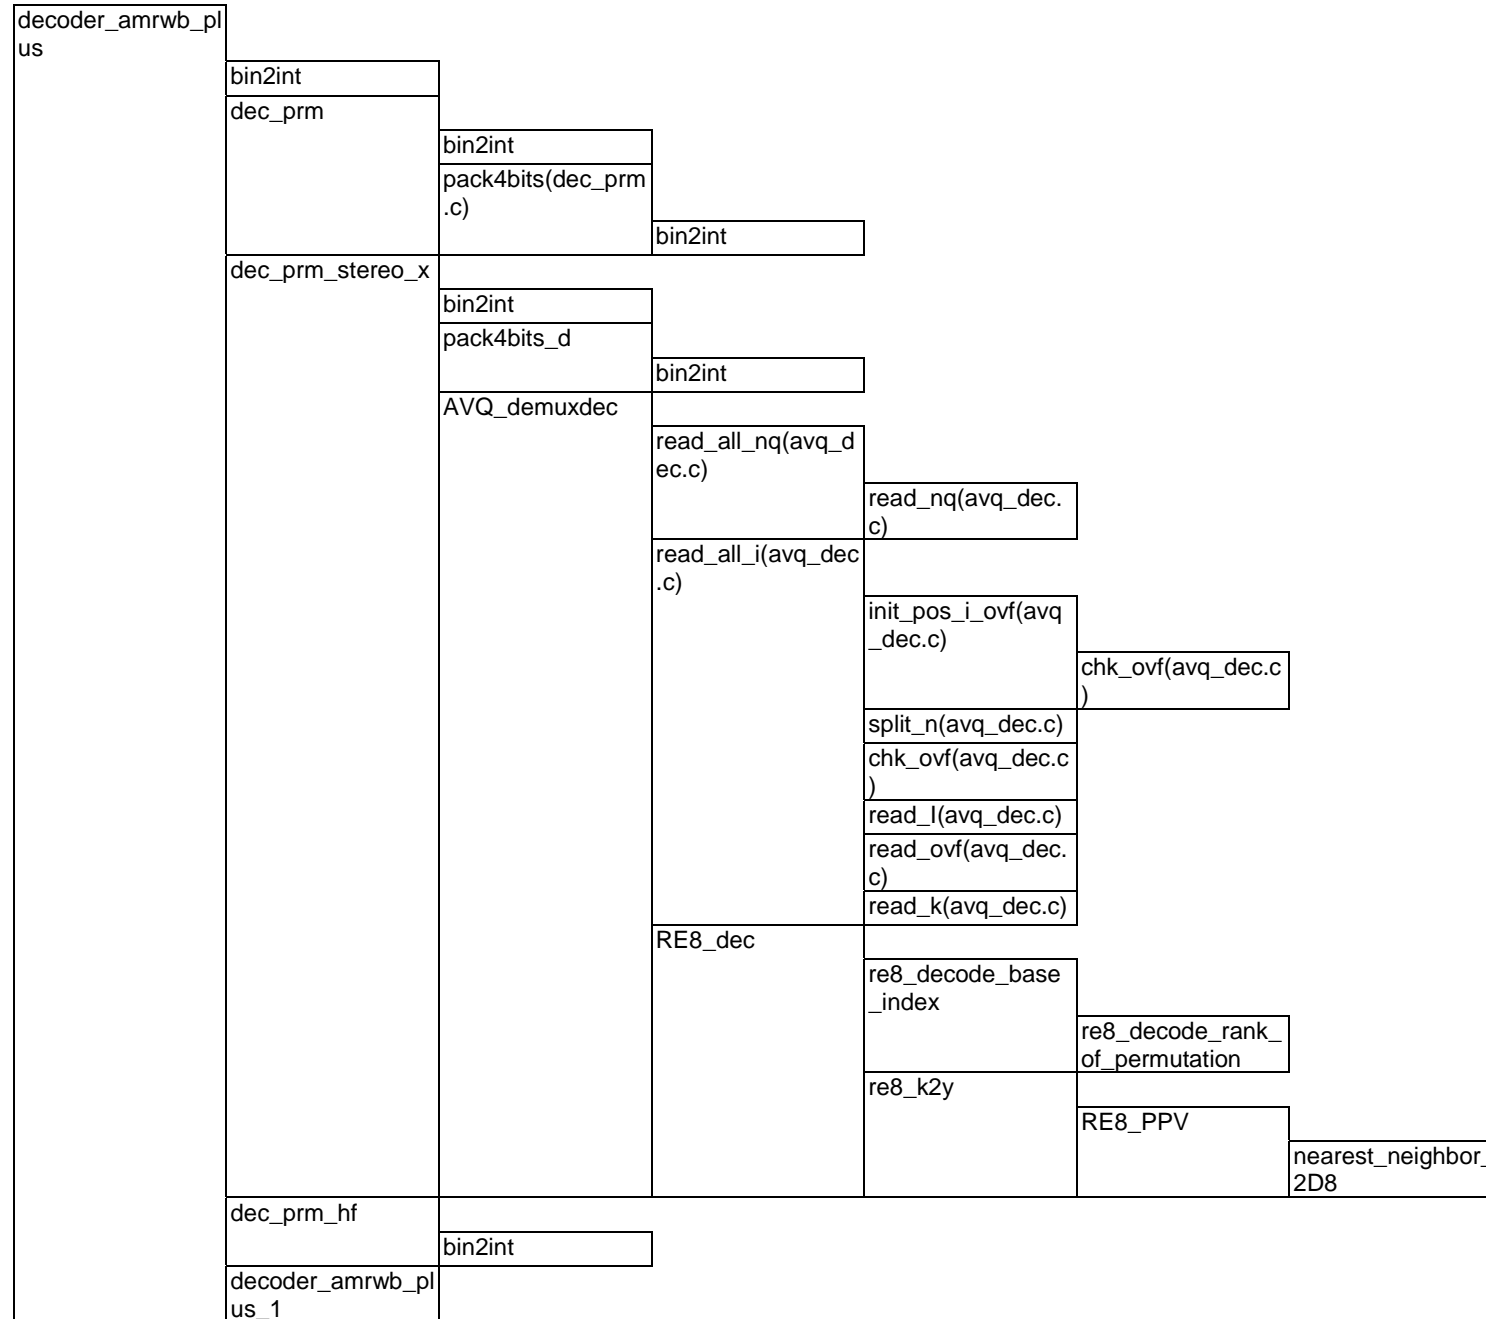 decoder_amrwb_pl
us
bin2int
dec_prm
bin2int
pack4bits(dec_prm
.c)
bin2int
dec_prm_stereo_x
bin2int
pack4bits_d
bin2int
AVQ_demuxdec
read_all_nq(avq_d
ec.c)
read_nq(avq_dec.
c)
read_all_i(avq_dec
.c)
init_pos_i_ovf(avq
_dec.c)
chk_ovf(avq_dec.c
)
split_n(avq_dec.c)
chk_ovf(avq_dec.c
)
read_I(avq_dec.c)
read_ovf(avq_dec.
c)
read_k(avq_dec.c)
RE8_dec
re8_decode_base
_index
re8_decode_rank_
of_permutation
re8_k2y
RE8_PPV
nearest_neighbor_
2D8
dec_prm_hf
bin2int
decoder_amrwb_pl
us_1